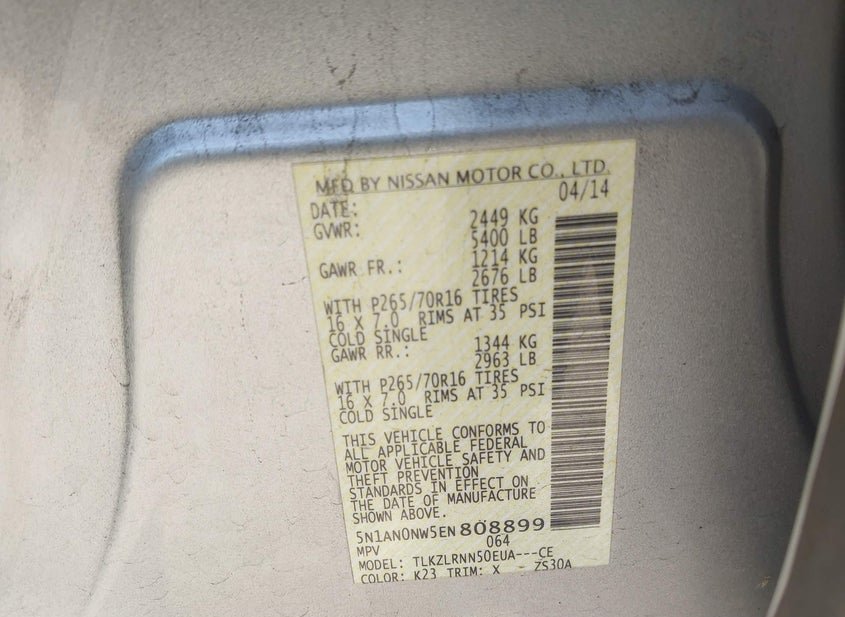 MFD BY NISSAN MOTOR CO., LTD.
DATE: 04/14
GVWR: 2449 KG
5400 LB
GAWR FR.: 1214 KG
2676 LB
WITH P265/70R16 TIRES
16 X 7.0 RIMS AT 35 PSI
COLD SINGLE
GAWR RR.: 1344 KG
2963 LB
WITH P265/70R16 TIRES
16 X 7.0 RIMS AT 35 PSI
COLD SINGLE
THIS VEHICLE CONFORMS TO
ALL APPLICABLE FEDERAL
MOTOR VEHICLE SAFETY AND
THEFT PREVENTION
STANDARDS IN EFFECT ON
THE DATE OF MANUFACTURE
SHOWN ABOVE.
5N1AN0NW5EN808899
MPV 064
MODEL: TLKZLRNN50EUA---CE
COLOR: K23 TRIM: X - ZS30A